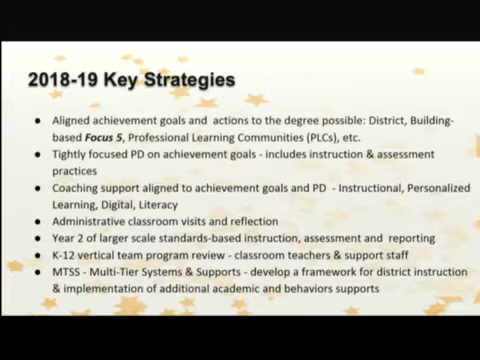 2018-19 Key Strategies
● Aligned achievement goals and actions to the degree possible: District, Building-
based Focus 5, Professional Learning Communities (PLCs), etc.
● Tightly focused PD on achievement goals - includes instruction & assessment
practices
● Coaching support aligned to achievement goals and PD - Instructional, Personalized
Learning, Digital, Literacy
● Administrative classroom visits and reflection
● Year 2 of larger scale standards-based instruction, assessment and reporting
● K-12 vertical team program review - classroom teachers & support staff
● MTSS - Multi-Tier Systems & Supports - develop a framework for district instruction
& implementation of additional academic and behaviors supports